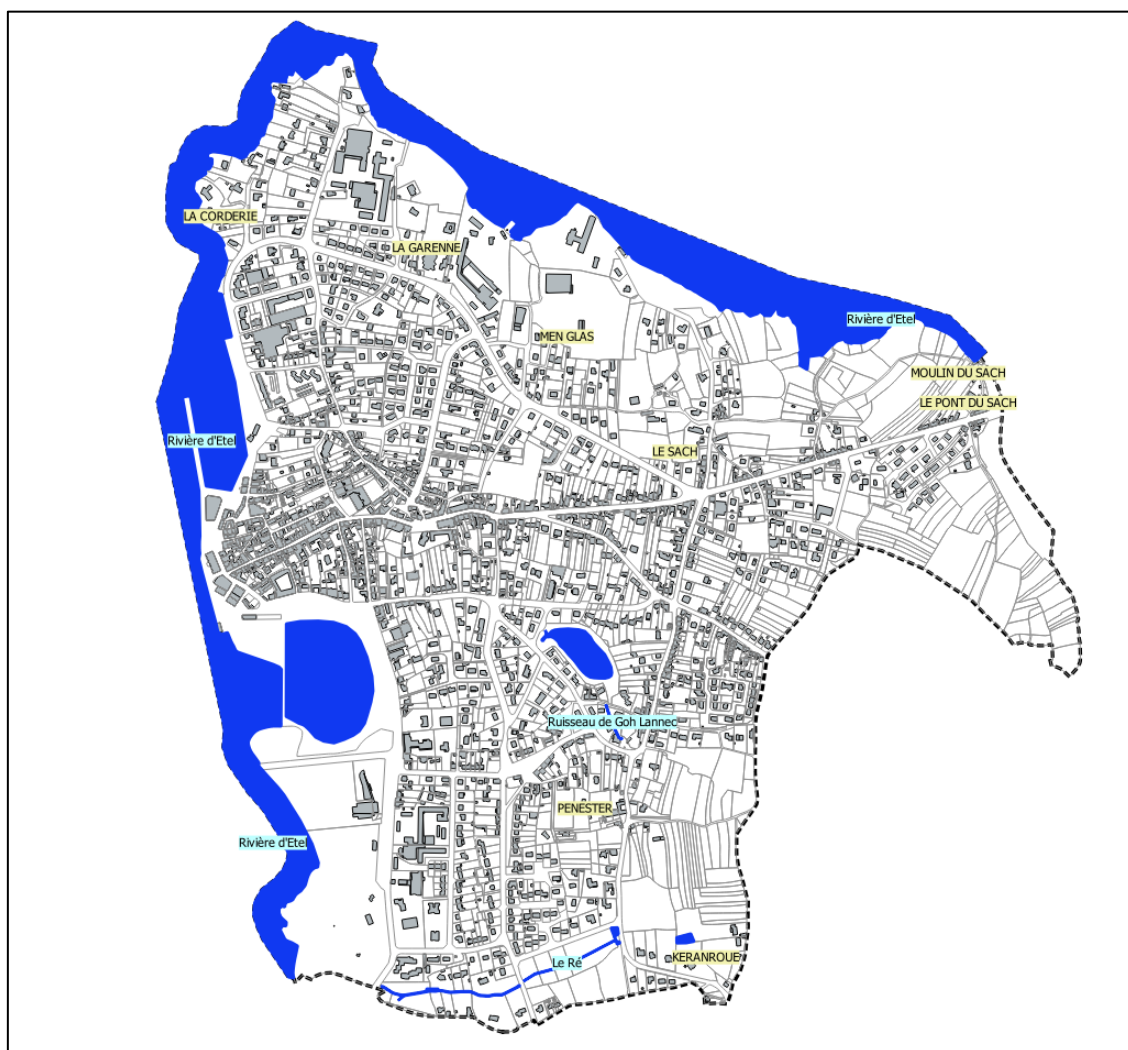 LA CORDERIE
LA GARENNE
Rivière d'Etel
MEN GLAS
MOULIN DU SACH
LE PONT DU SACH
Rivière d'Etel
LE SACH
Ruisseau de Goh Lannec
PENESTER
Rivière d'Etel
Le Ré
KERANROUE